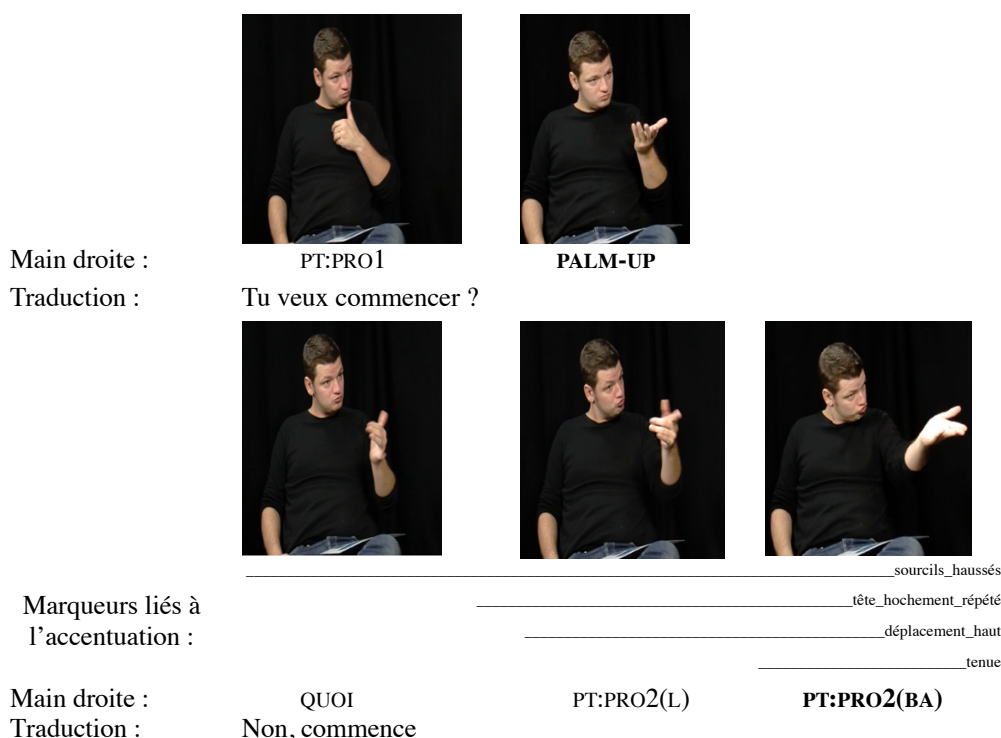 Main droite : PT:PRO1 PALM-UP
Traduction : Tu veux commencer ?
sourcils_haussés
tête_hochement_répété
Marqueurs liés à
l’accentuation :
déplacement_haut
tenue
Main droite : QUOI PT:PRO2(L) PT:PRO2(BA)
Traduction : Non, commence